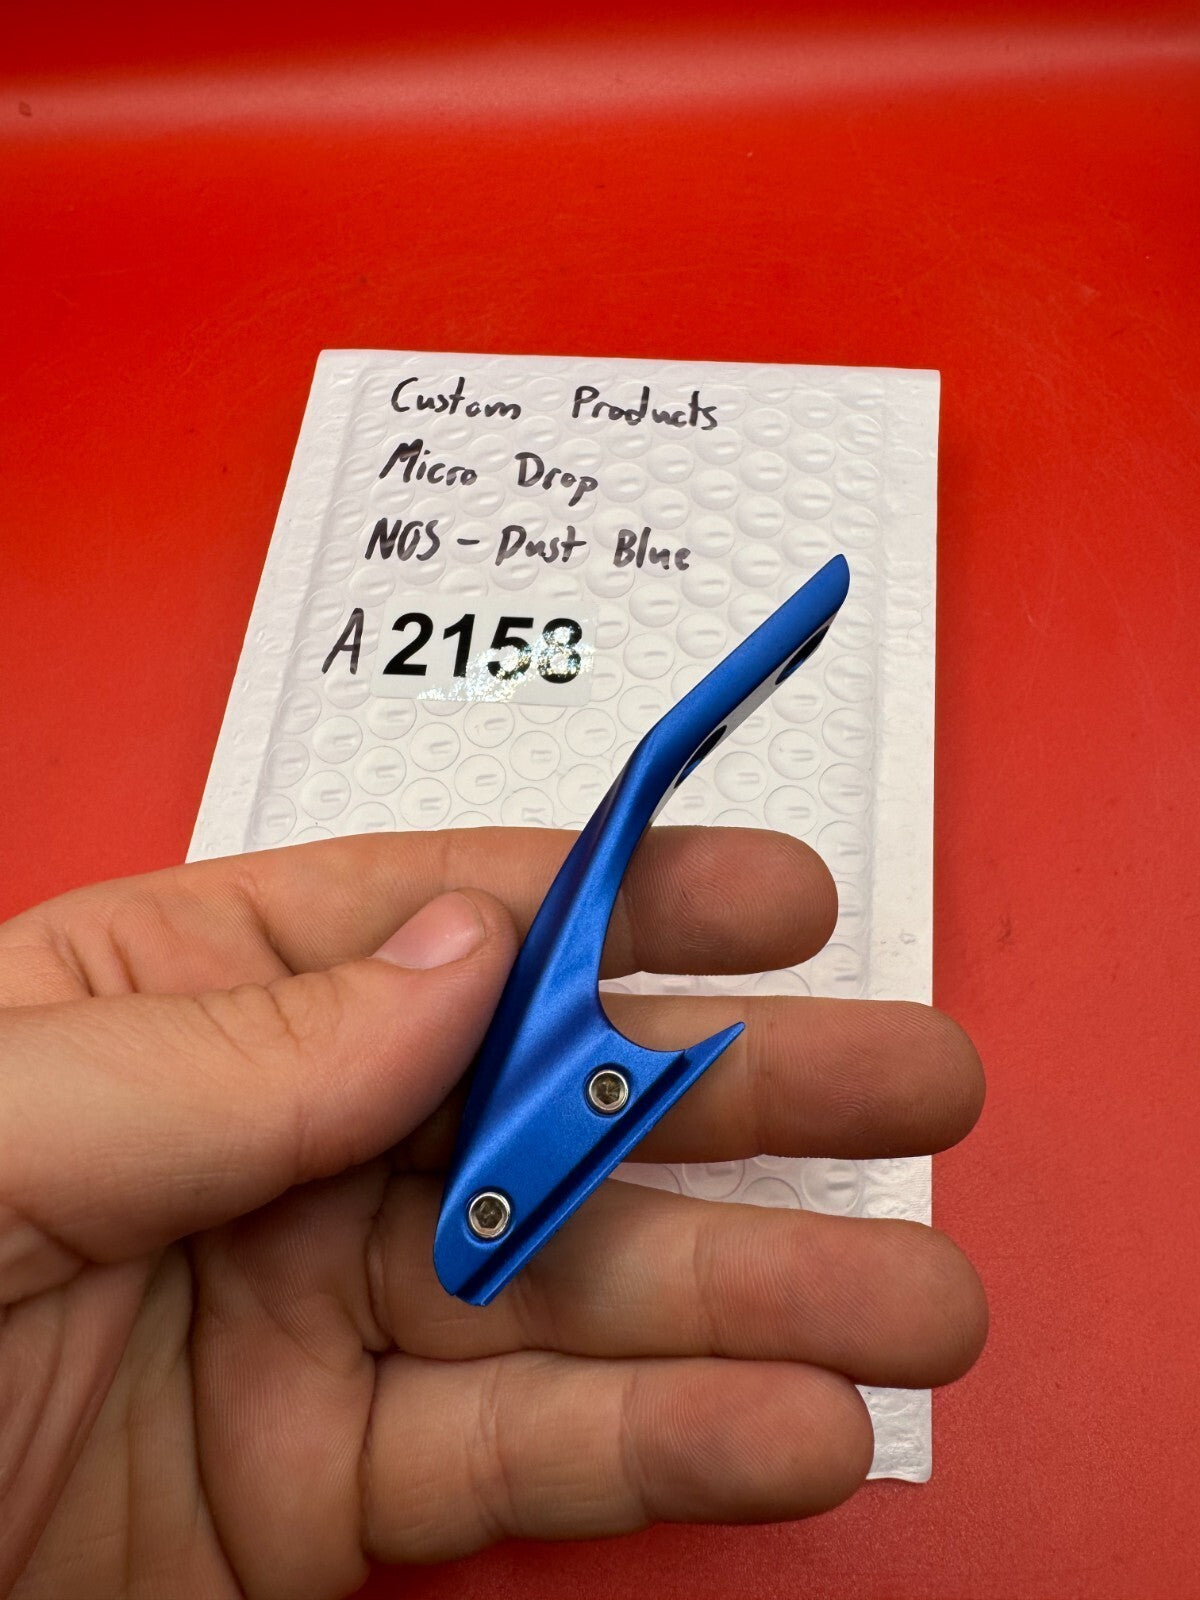 Custom Products
Micro Drop
NOS - Dust Blue
A 2158